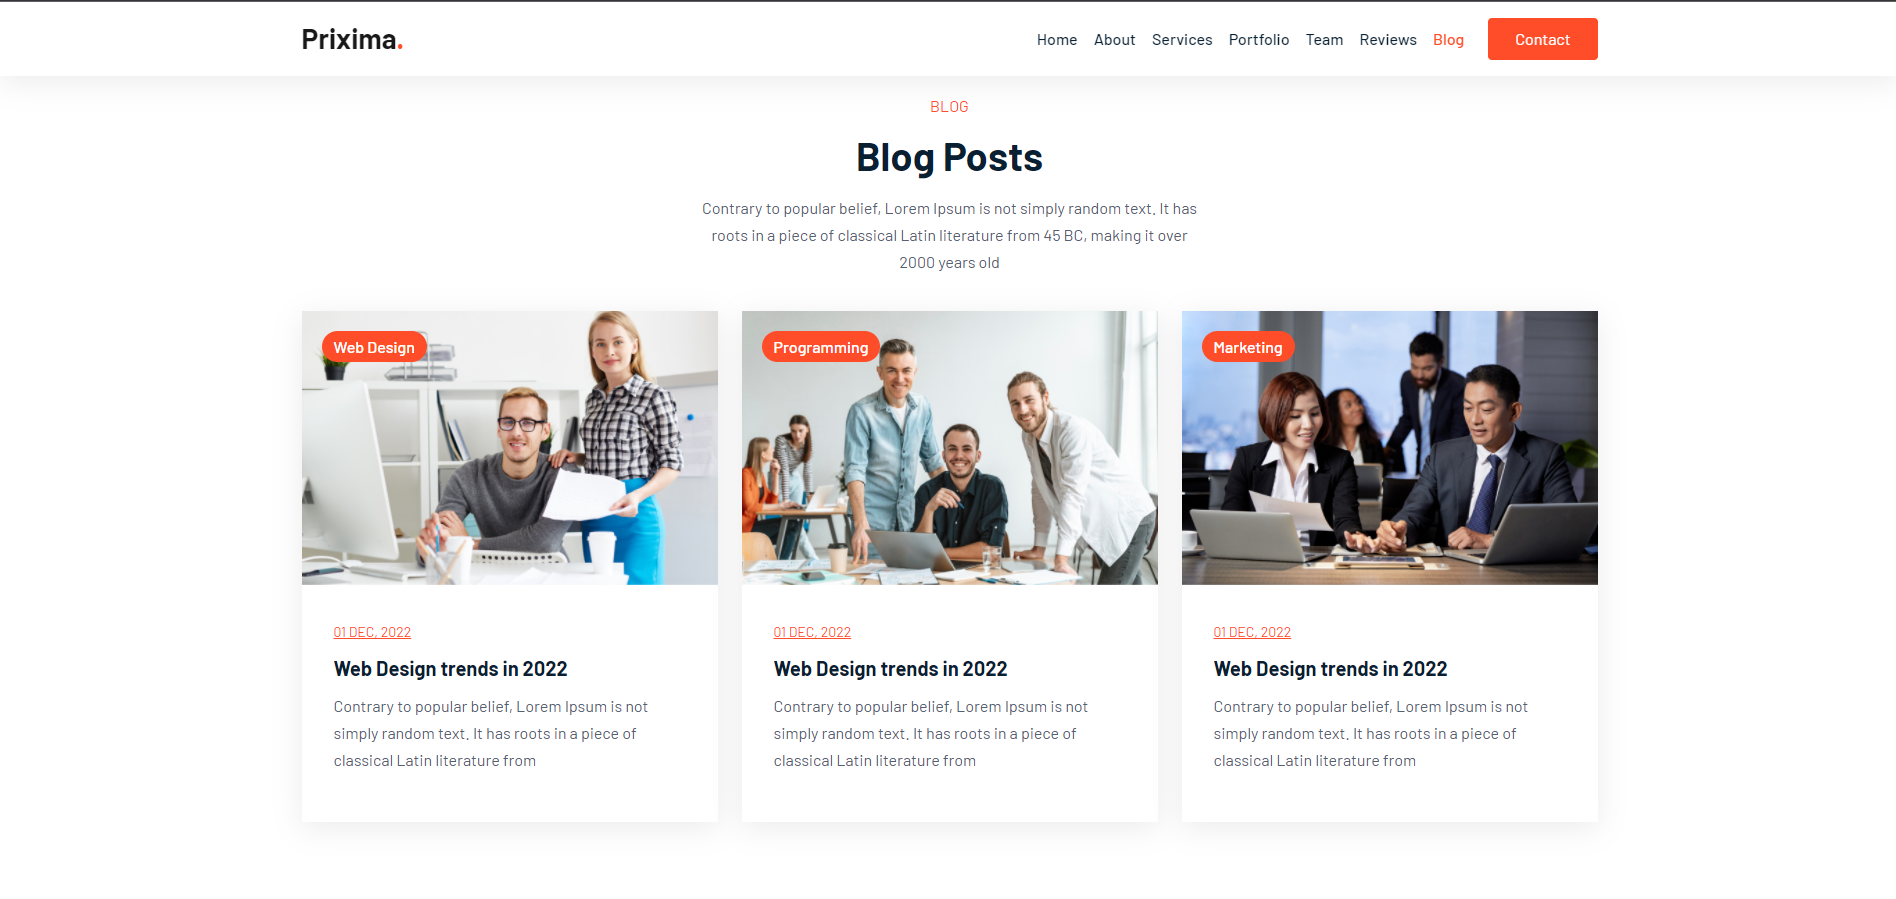 Prixima.
Home About Services Portfolio Team Reviews Blog Contact
BLOG
Blog Posts
Contrary to popular belief, Lorem Ipsum is not simply random text. It has
roots in a piece of classical Latin literature from 45 BC, making it over
2000 years old
Web Design
01 DEC, 2022
Web Design trends in 2022
Contrary to popular belief, Lorem Ipsum is not
simply random text. It has roots in a piece of
classical Latin literature from
Programming
01 DEC, 2022
Web Design trends in 2022
Contrary to popular belief, Lorem Ipsum is not
simply random text. It has roots in a piece of
classical Latin literature from
Marketing
01 DEC, 2022
Web Design trends in 2022
Contrary to popular belief, Lorem Ipsum is not
simply random text. It has roots in a piece of
classical Latin literature from